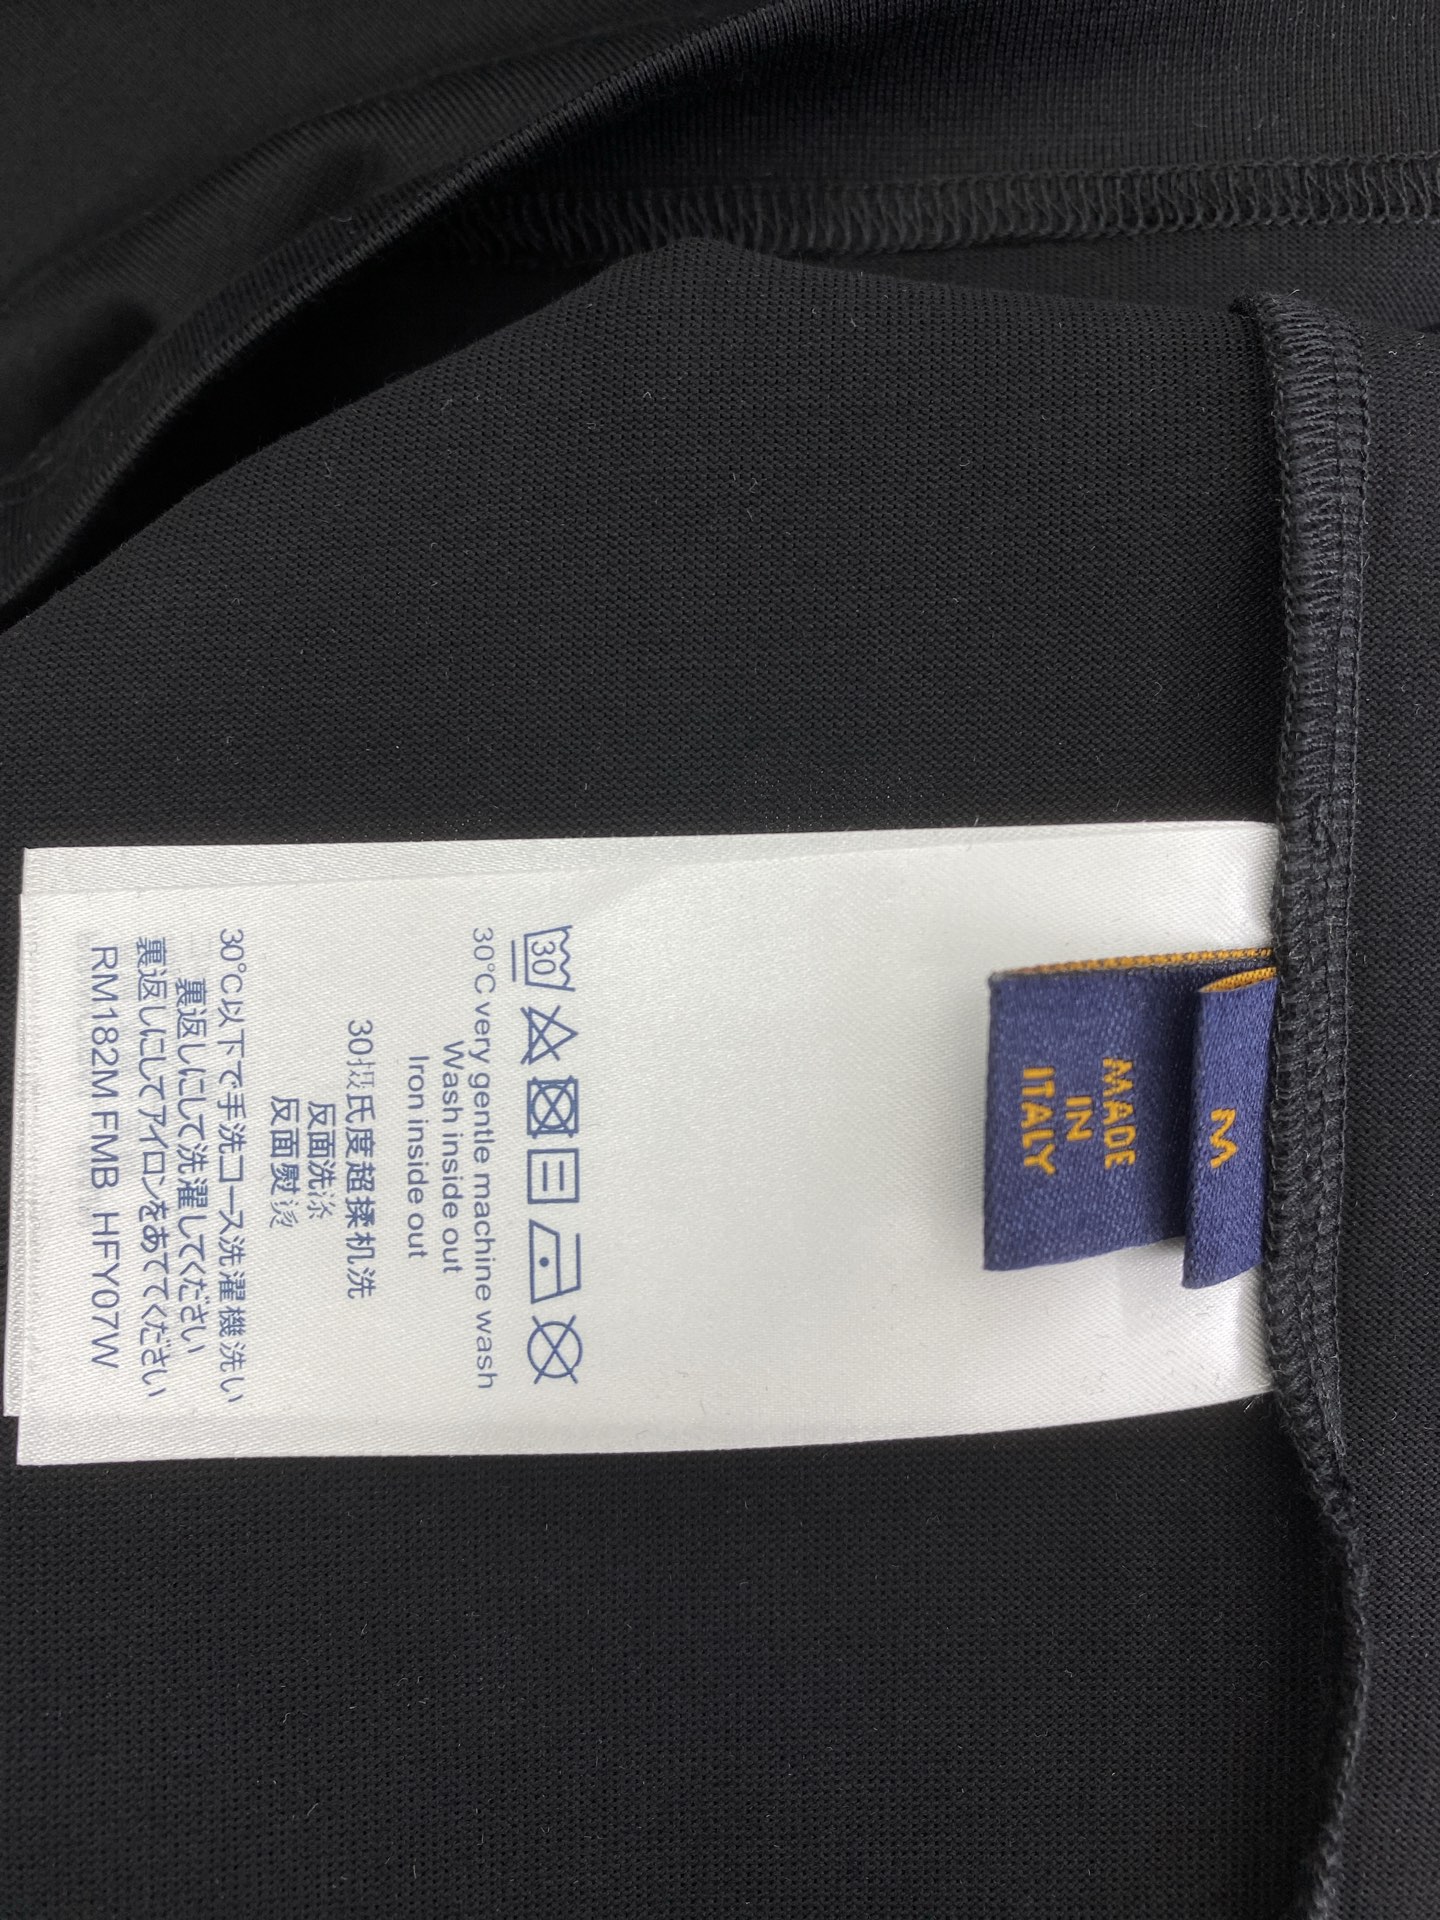 M
MADE
IN
ITALY
30
30°C very gentle machine wash
Wash inside out
Iron inside out
30摄氏度超揉机洗
反面洗涤
反面熨烫
30°C以下で手洗コース洗濯機洗い
裏返しにして洗濯してください
裏返しにしてアイロンをあててください
RM182M FMB HFY07W